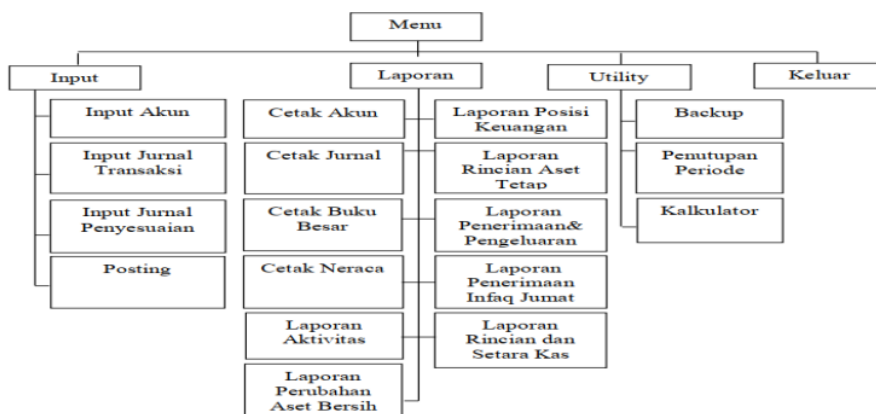 Menu
Input
Laporan
Utility
Keluar
Input Akun
Input Jurnal
Transaksi
Input Jurnal
Penyesuaian
Posting
Cetak Akun
Cetak Jurnal
Cetak Buku
Besar
Cetak Neraca
Laporan
Aktivitas
Laporan
Perubahan
Aset Bersih
Laporan Posisi
Keuangan
Laporan
Rincian Aset
Tetap
Laporan
Penerimaan&
Pengeluaran
Laporan
Penerimaan
Infaq Jumat
Laporan
Rincian dan
Setara Kas
Backup
Penutupan
Periode
Kalkulator